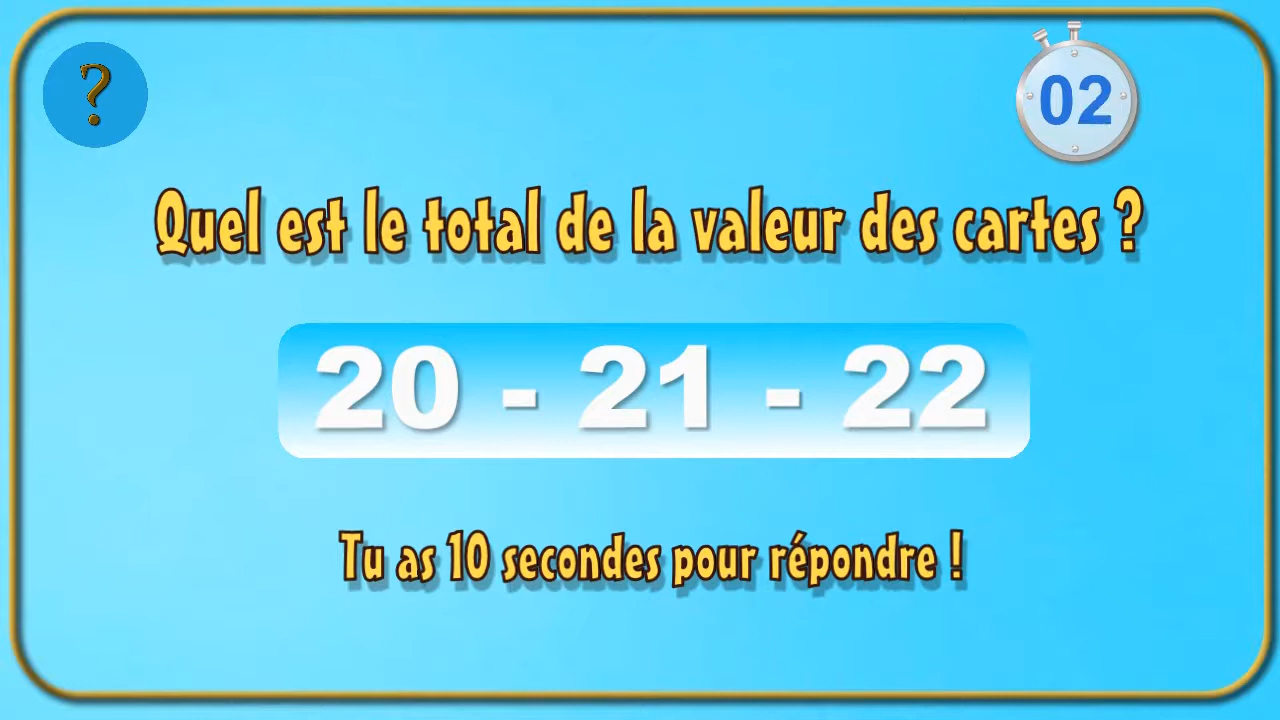 ?
02
Quel est le total de la valeur des cartes ?
20 - 21 - 22
Tu as 10 secondes pour répondre !